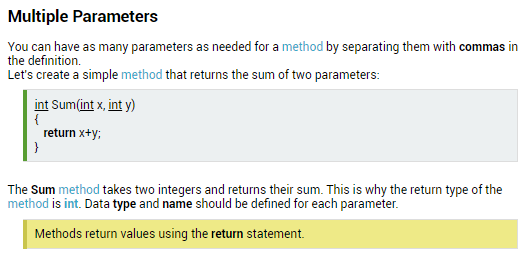 Multiple Parameters
You can have as many parameters as needed for a method by separating them with commas in
the definition.
Let's create a simple method that returns the sum of two parameters:
int Sum(int x, int y)
{
return x+y;
}
The Sum method takes two integers and returns their sum. This is why the return type of the
method is int. Data type and name should be defined for each parameter.
Methods return values using the return statement.